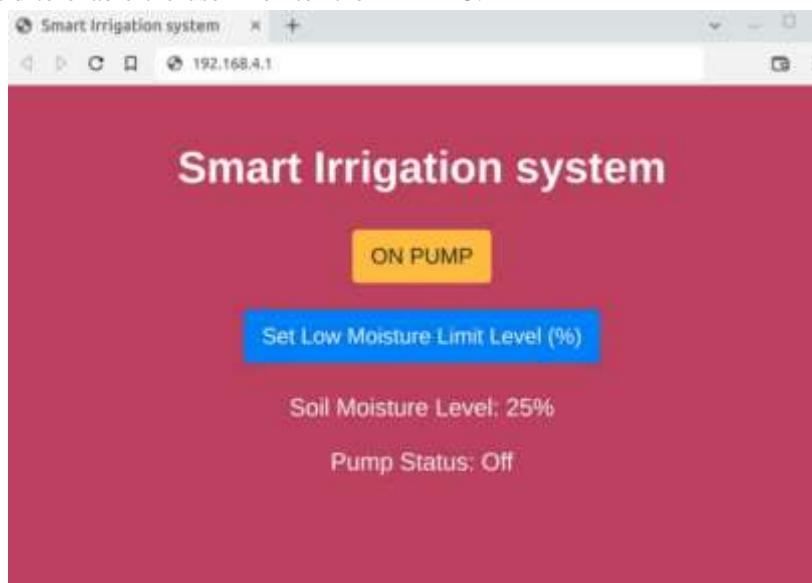 Smart Irrigation system
192.168.4.1
Smart Irrigation system
ON PUMP
Set Low Moisture Limit Level (%)
Soil Moisture Level: 25%
Pump Status: Off